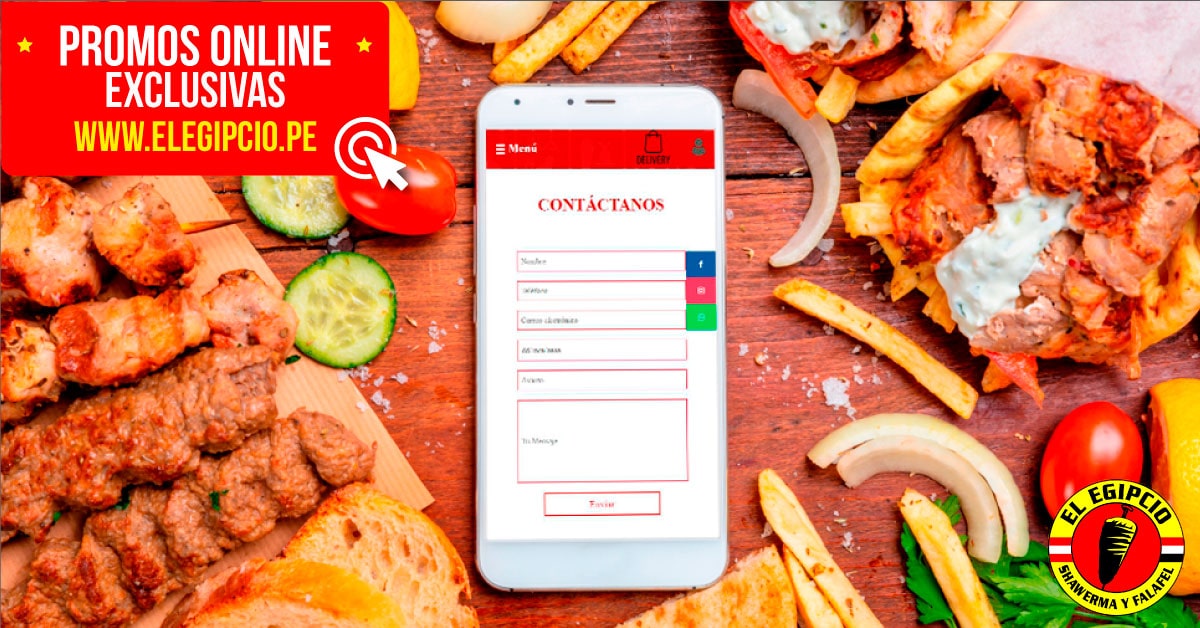 PROMOS ONLINE
EXCLUSIVAS
WWW.ELEGIPCIO.PE
Menú
DELIVERY
CONTÁCTANOS
Nombre
Teléfono
Correo electrónico
Asunto
Tu Mensaje
Enviar
EL EGIPCIO
SHAWERMA Y FALAFEL